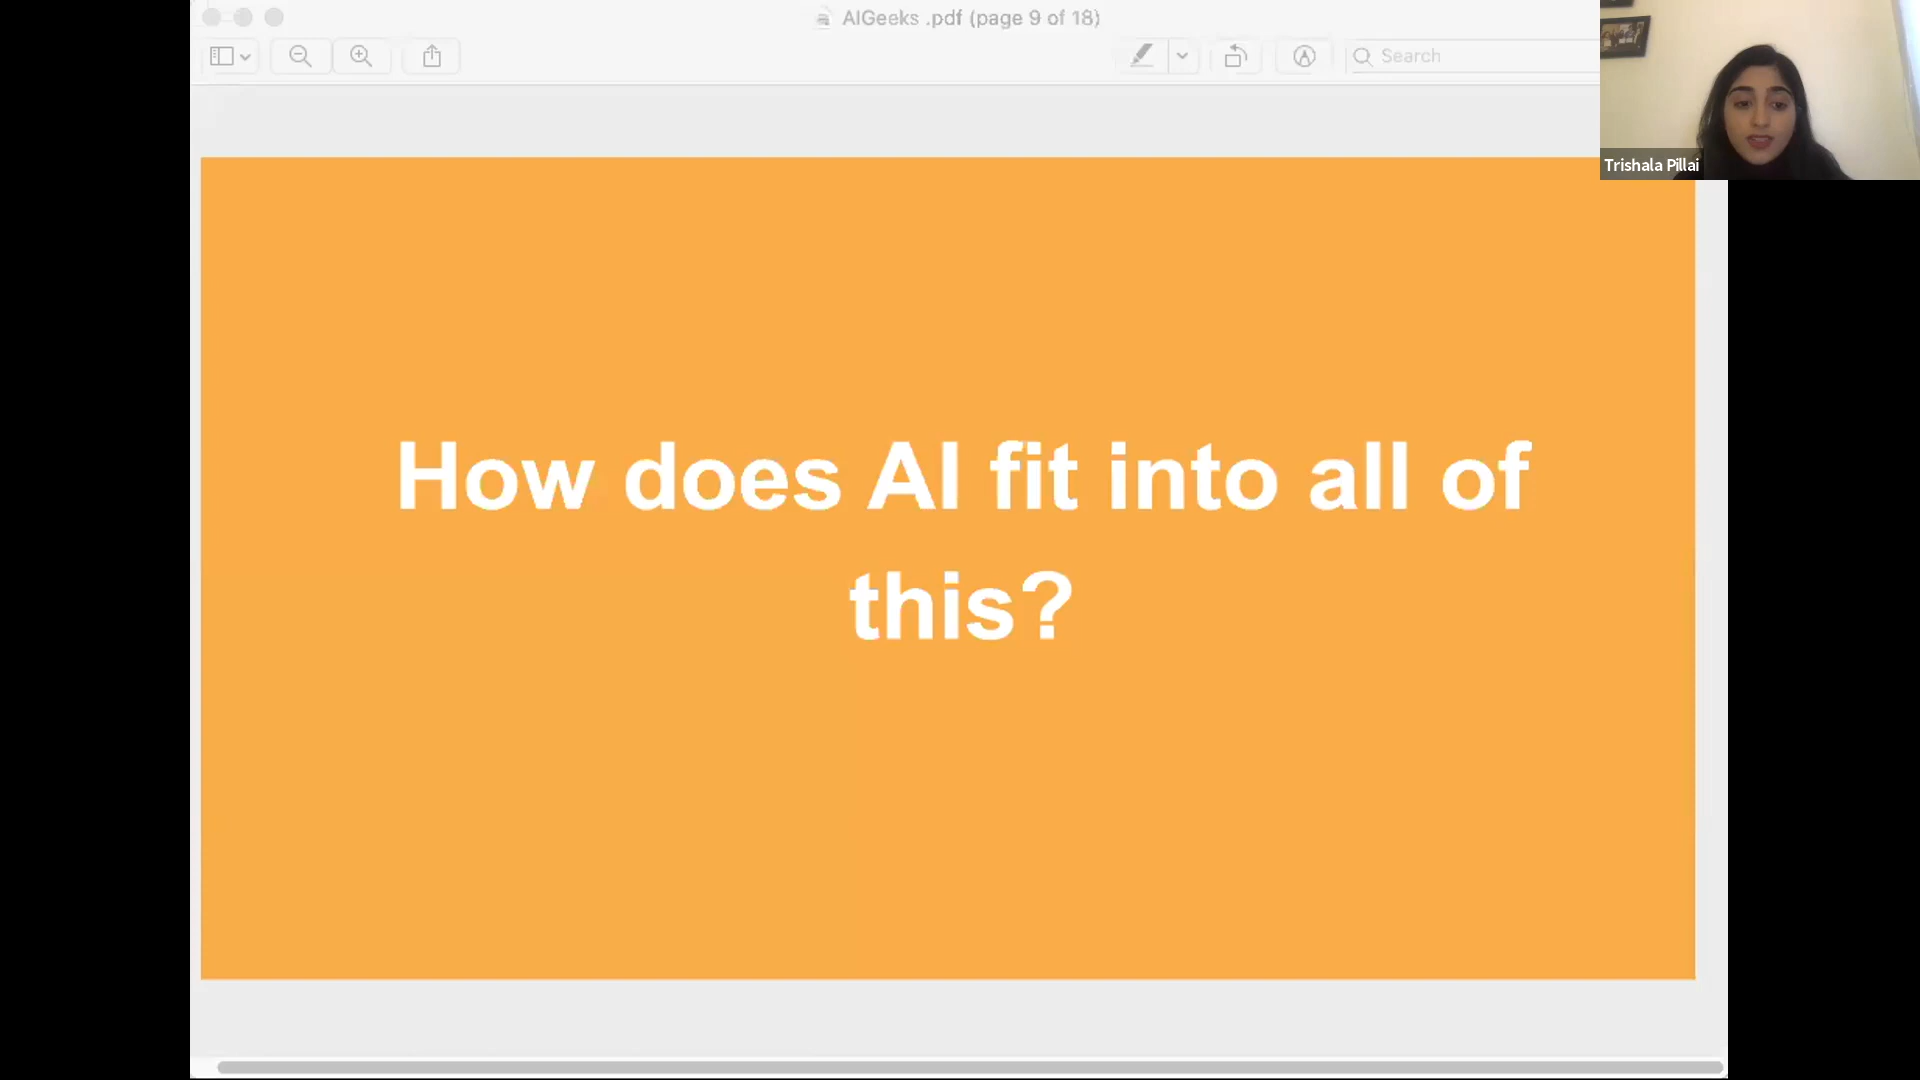 AIGeeks .pdf (page 9 of 18)
Search
Trishala Pillai
How does AI fit into all of
this?